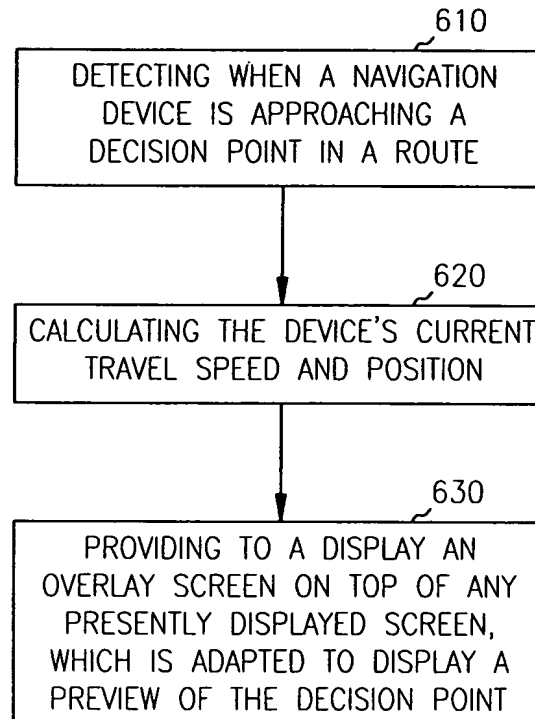 610
DETECTING WHEN A NAVIGATION
DEVICE IS APPROACHING A
DECISION POINT IN A ROUTE
620
CALCULATING THE DEVICE'S CURRENT
TRAVEL SPEED AND POSITION
630
PROVIDING TO A DISPLAY AN
OVERLAY SCREEN ON TOP OF ANY
PRESENTLY DISPLAYED SCREEN,
WHICH IS ADAPTED TO DISPLAY A
PREVIEW OF THE DECISION POINT